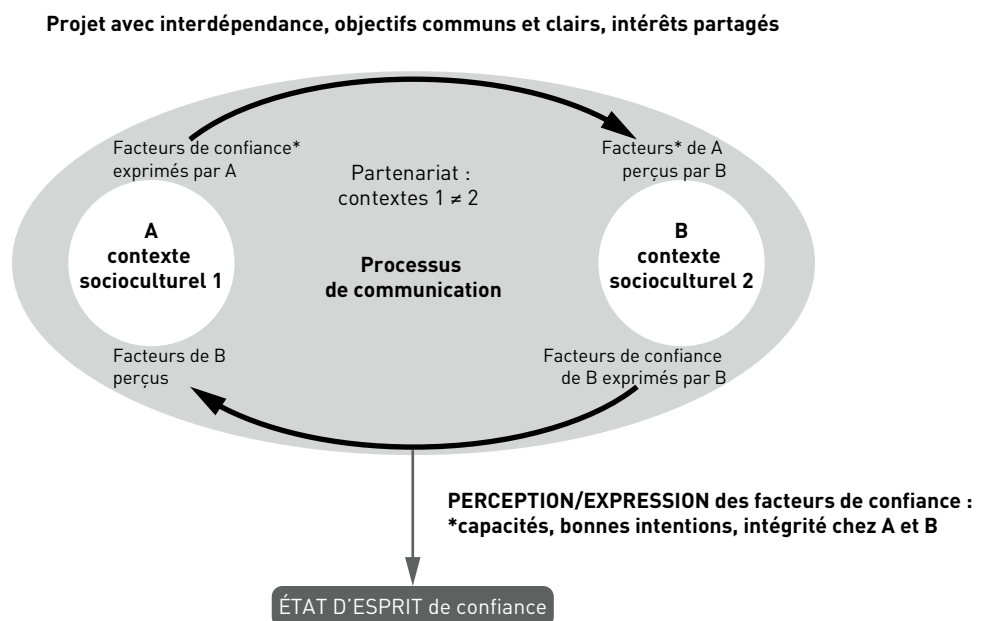 Projet avec interdépendance, objectifs communs et clairs, intérêts partagés
Facteurs de confiance*
exprimés par A
Facteurs* de A
perçus par B
Partenariat :
contextes 1 ≠ 2
A
contexte
socioculturel 1
B
contexte
socioculturel 2
Processus
de communication
Facteurs de B
perçus
Facteurs de confiance
de B exprimés par B
PERCEPTION/EXPRESSION des facteurs de confiance :
*capacités, bonnes intentions, intégrité chez A et B
ÉTAT D'ESPRIT de confiance